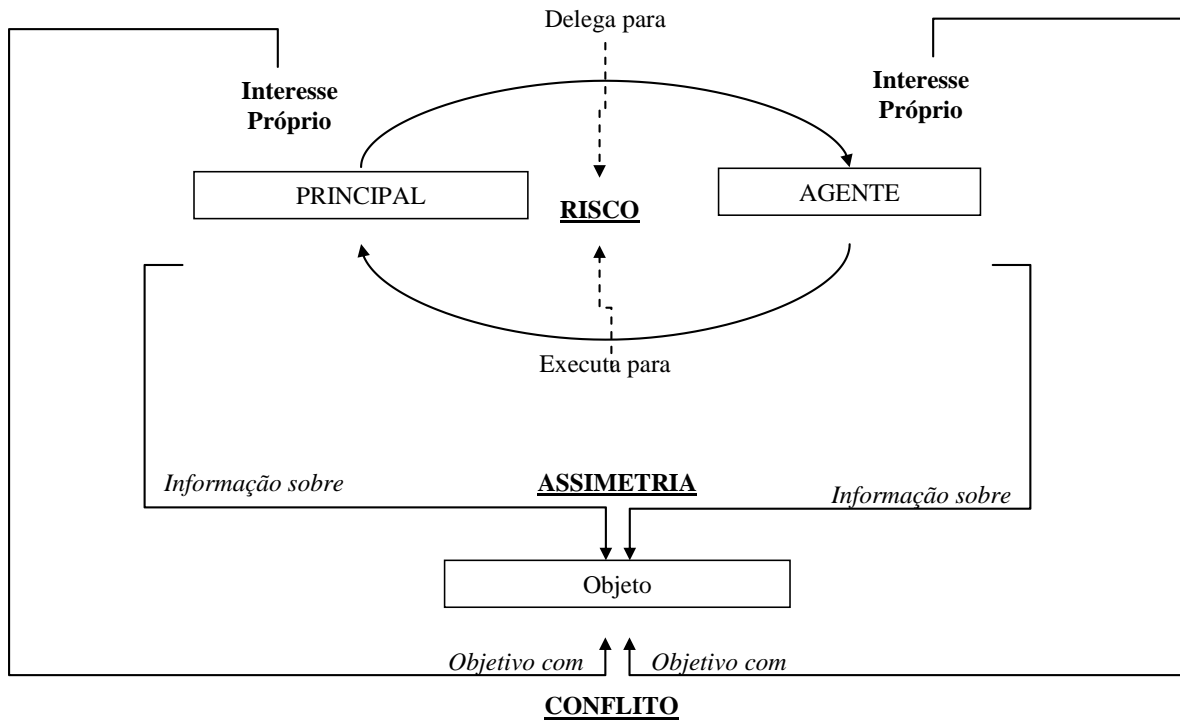 Delega para
Interesse
Próprio
Interesse
Próprio
PRINCIPAL
AGENTE
RISCO
Executa para
Informação sobre
ASSIMETRIA
Informação sobre
Objeto
Objetivo com
Objetivo com
CONFLITO